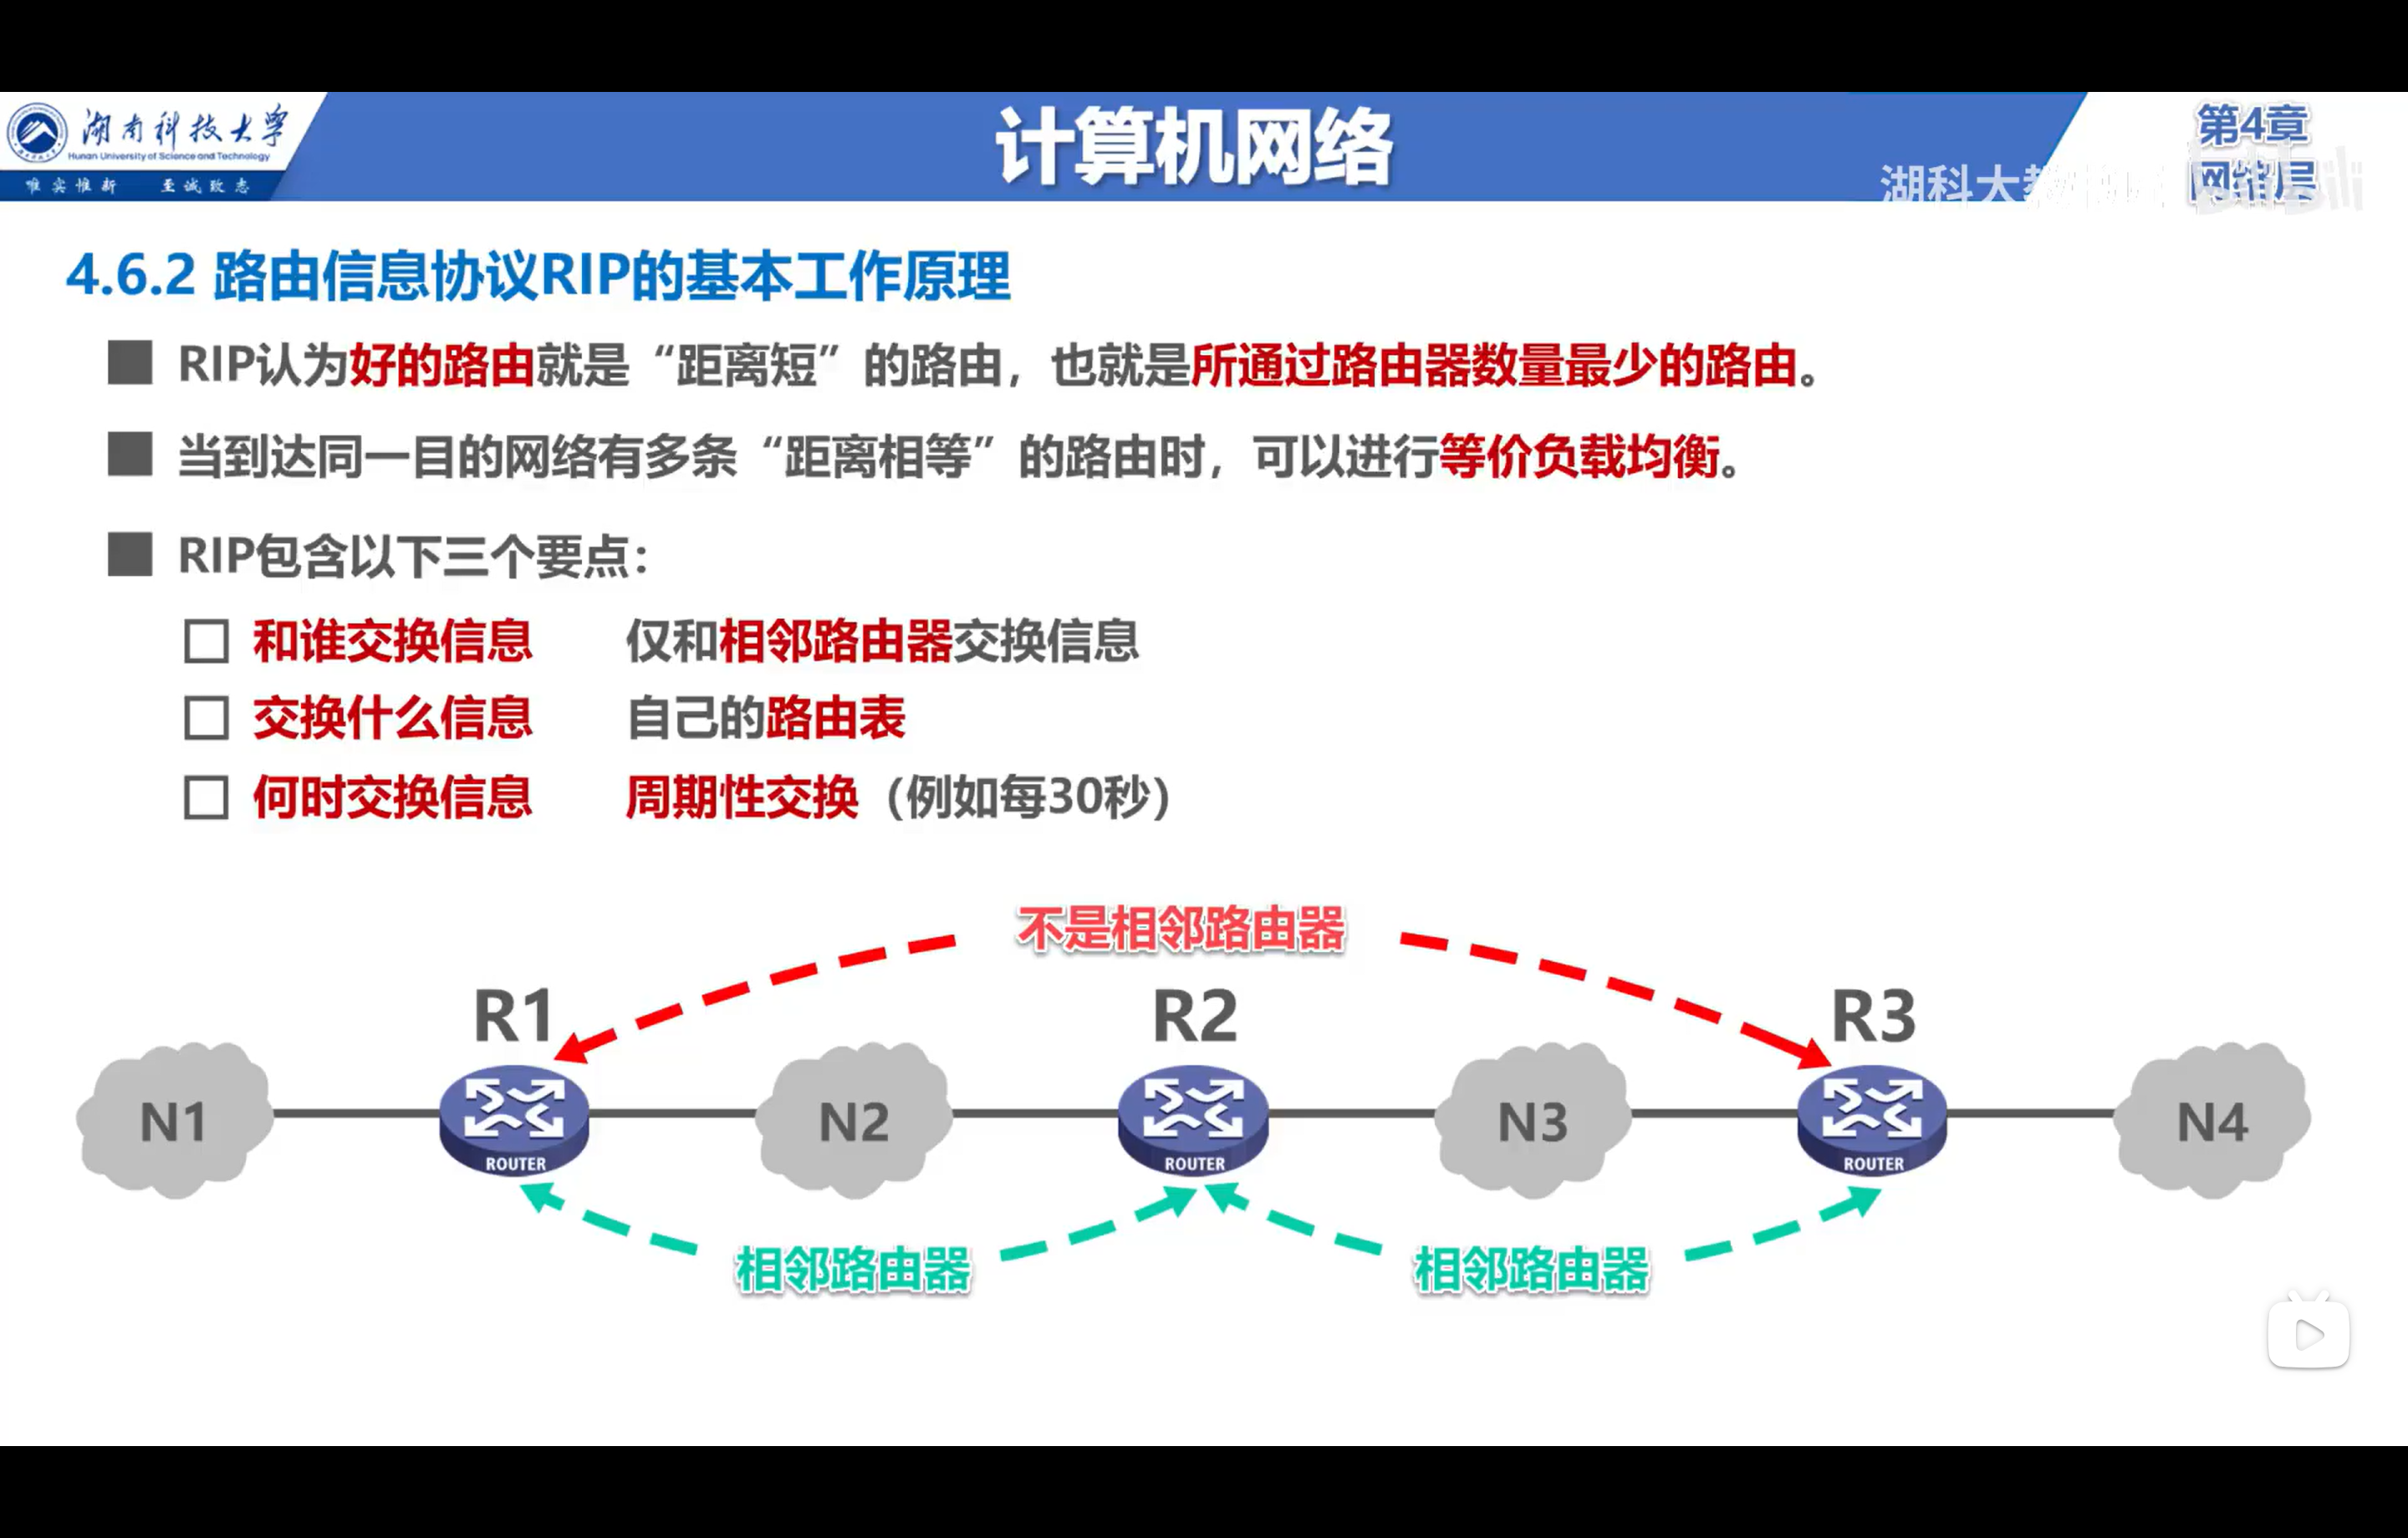 湖南科技大学
Hunan University of Science and Technology
唯实惟新 至诚致志
计算机网络
第4章
网络层
湖科大教
4.6.2 路由信息协议RIP的基本工作原理
RIP认为好的路由就是“距离短”的路由，也就是所通过路由器数量最少的路由。
当到达同一目的网络有多条“距离相等”的路由时，可以进行等价负载均衡。
RIP包含以下三个要点：
和谁交换信息 仅和相邻路由器交换信息
交换什么信息 自己的路由表
何时交换信息 周期性交换（例如每30秒）
不是相邻路由器
R1 R2 R3
N1 N2 N3 N4
ROUTER ROUTER ROUTER
相邻路由器 相邻路由器